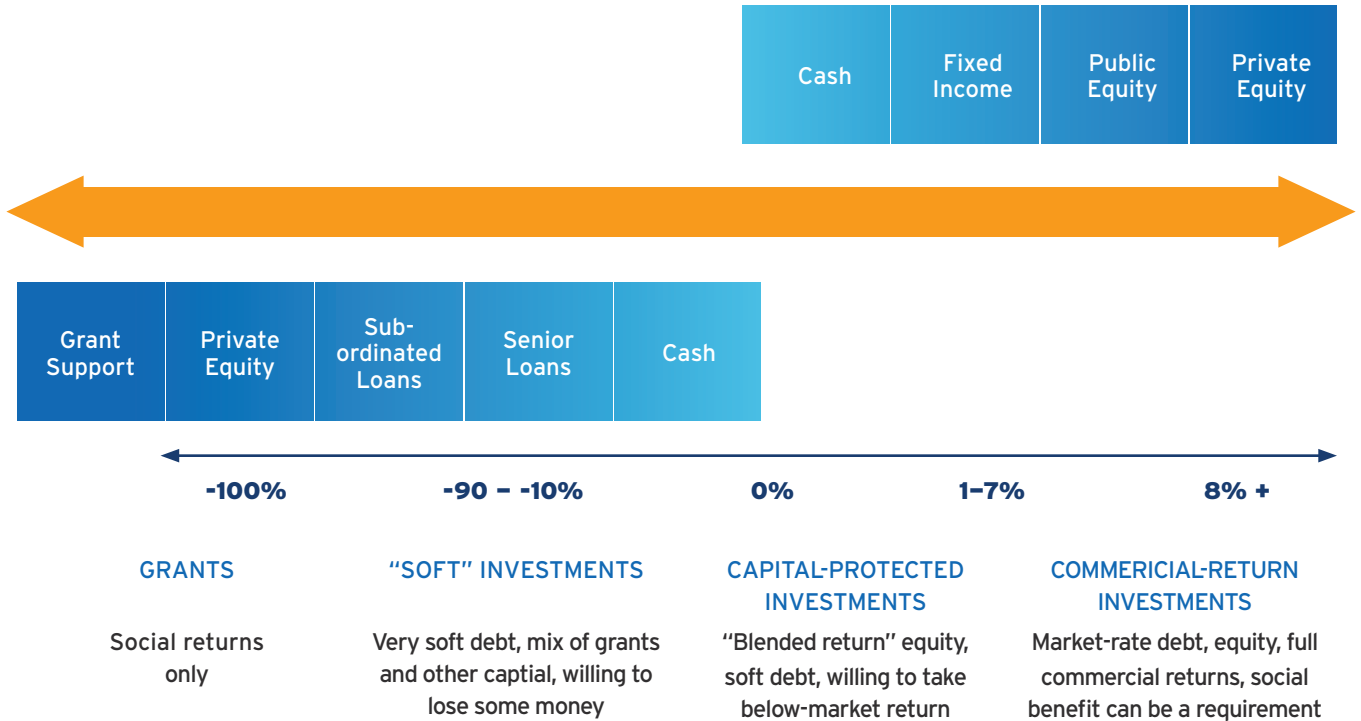 Cash
Fixed
Income
Public
Equity
Private
Equity
Grant
Support
Private
Equity
Sub-
ordinated
Loans
Senior
Loans
Cash
-100%
-90 – -10%
0%
1–7%
8% +
GRANTS
Social returns
only
“SOFT” INVESTMENTS
Very soft debt, mix of grants
and other captial, willing to
lose some money
CAPITAL-PROTECTED
INVESTMENTS
“Blended return” equity,
soft debt, willing to take
below-market return
COMMERICIAL-RETURN
INVESTMENTS
Market-rate debt, equity, full
commercial returns, social
benefit can be a requirement